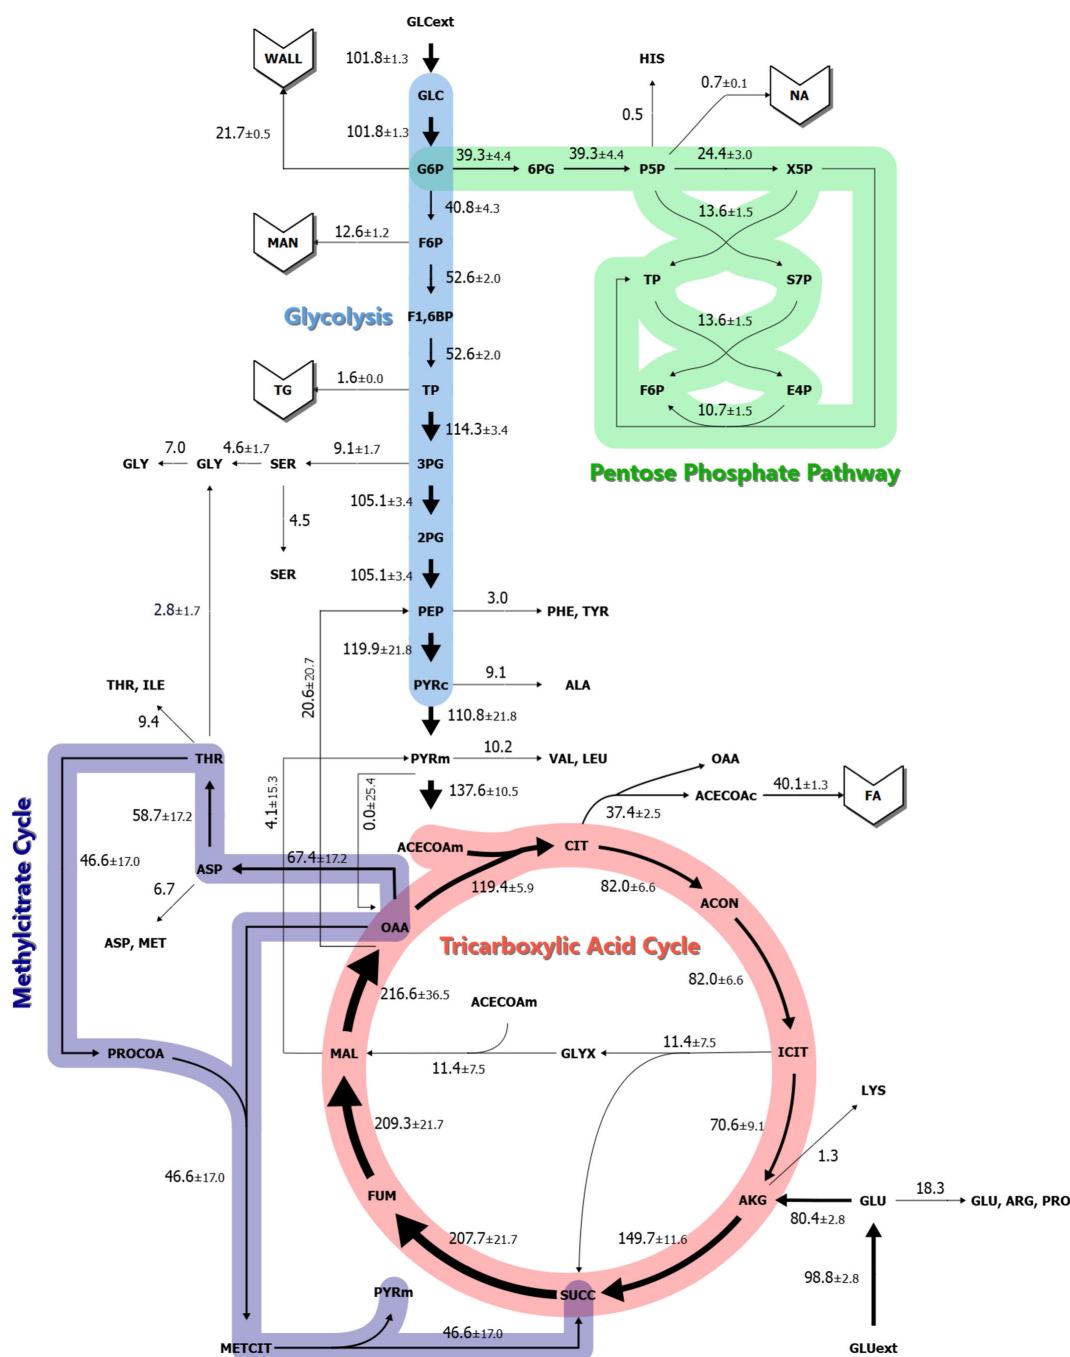 GLCext
WALL
101.8±1.3
HIS
0.7±0.1
NA
GLC
0.5
21.7±0.5
101.8±1.3
G6P
39.3±4.4
6PG
39.3±4.4
P5P
24.4±3.0
X5P
40.8±4.3
13.6±1.5
MAN
12.6±1.2
F6P
52.6±2.0
TP
S7P
Glycolysis
F1,6BP
13.6±1.5
52.6±2.0
TG
1.6±0.0
TP
F6P
E4P
10.7±1.5
114.3±3.4
GLY
7.0
GLY
4.6±1.7
SER
9.1±1.7
3PG
Pentose Phosphate Pathway
105.1±3.4
4.5
2PG
SER
105.1±3.4
2.8±1.7
PEP
3.0
PHE, TYR
20.6±20.7
119.9±21.8
THR, ILE
PYRc
9.1
ALA
9.4
110.8±21.8
THR
PYRm
10.2
VAL, LEU
OAA
4.1±15.3
0.0±25.4
137.6±10.5
ACECOAc
40.1±1.3
FA
37.4±2.5
58.7±17.2
Methylcitrate Cycle
46.6±17.0
ACECOAm
CIT
ASP
67.4±17.2
119.4±5.9
82.0±6.6
6.7
ACON
OAA
ASP, MET
Tricarboxylic Acid Cycle
82.0±6.6
216.6±36.5
ACECOAm
PROCOA
MAL
11.4±7.5
GLYX
11.4±7.5
ICIT
LYS
209.3±21.7
70.6±9.1
1.3
46.6±17.0
FUM
AKG
80.4±2.8
GLU
18.3
GLU, ARG, PRO
207.7±21.7
149.7±11.6
98.8±2.8
PYRm
SUCC
46.6±17.0
METCIT
GLUext